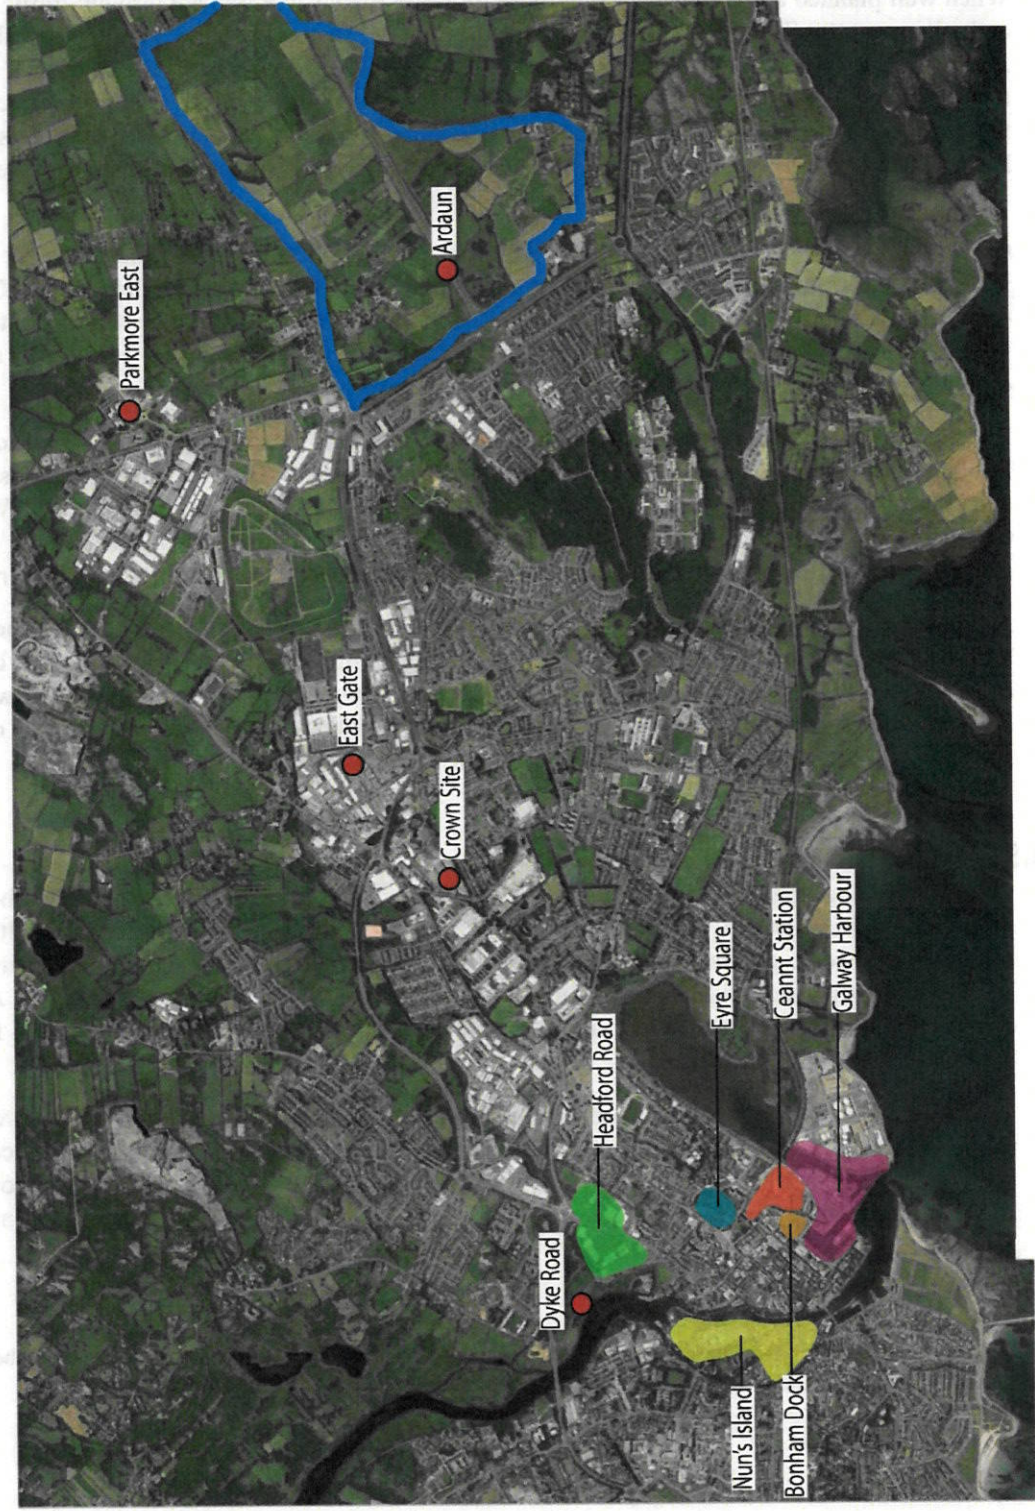 Parkmore East
Ardaun
East Gate
Crown Site
Headford Road
Eyre Square
Ceannt Station
Galway Harbour
Dyke Road
Nun's Island
Bonham Dock